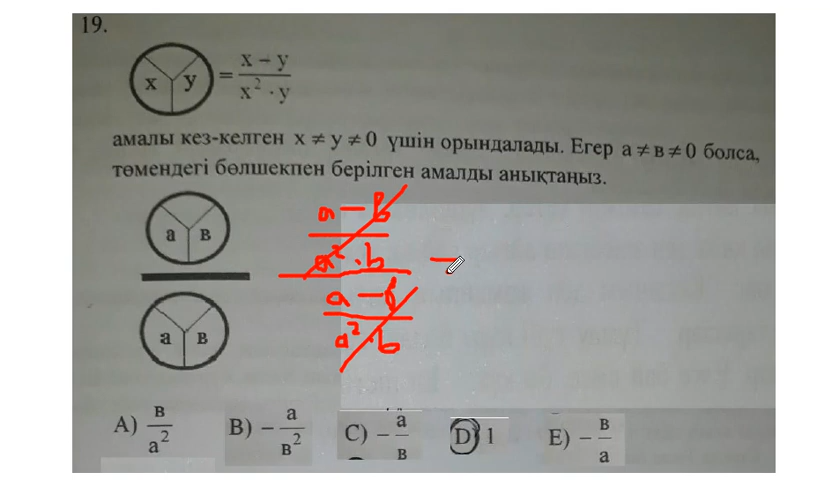 19.
x y = x - y / x² · y
амалы кез-келген x ≠ y ≠ 0 үшін орындалады. Егер a ≠ в ≠ 0 болса,
төмендегі бөлшекпен берілген амалды анықтаңыз.
a в
a - b
a² · b
a - b
a² · b
a в
A) в/a² B) - a/в² C) - a/в D) 1 E) - в/a